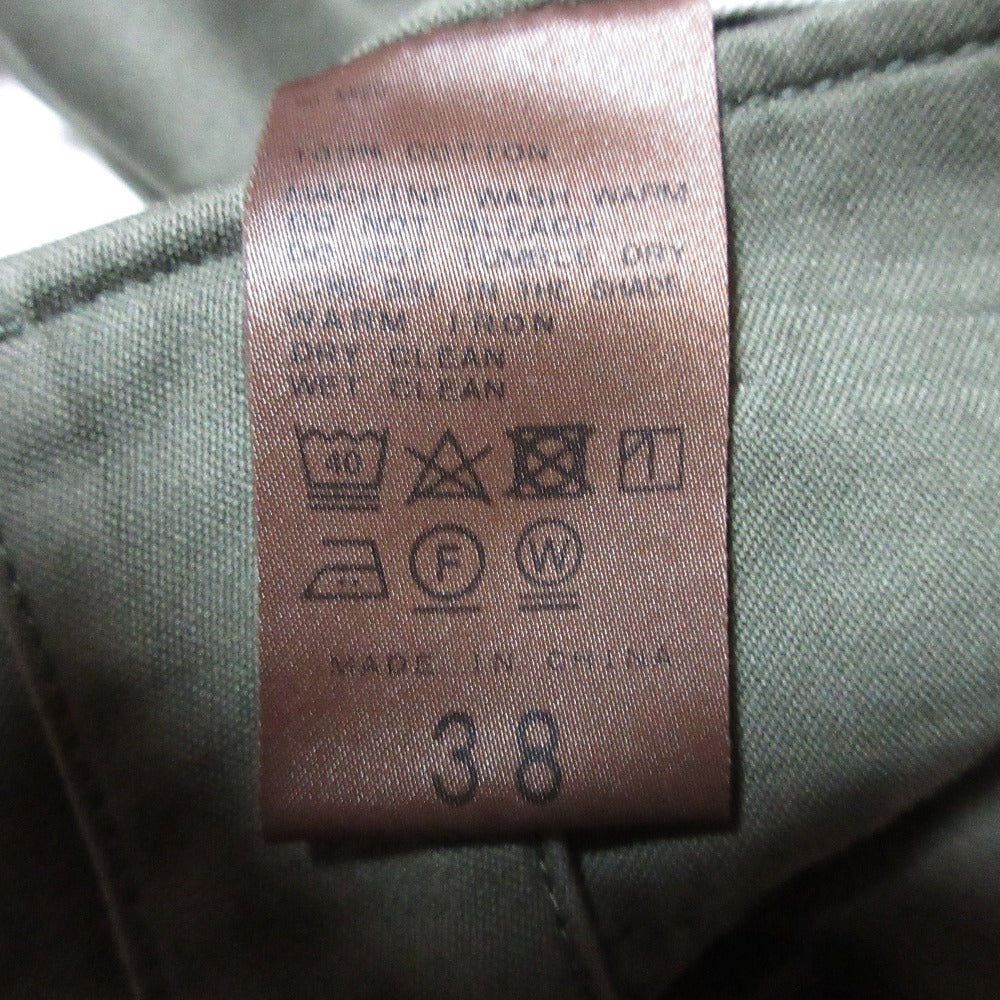 100% COTTON
MACHINE WASH WARM
DO NOT BLEACH
DO NOT TUMBLE DRY
DRY IN THE SHADE
WARM IRON
DRY CLEAN
WET CLEAN
40
F W
MADE IN CHINA
38